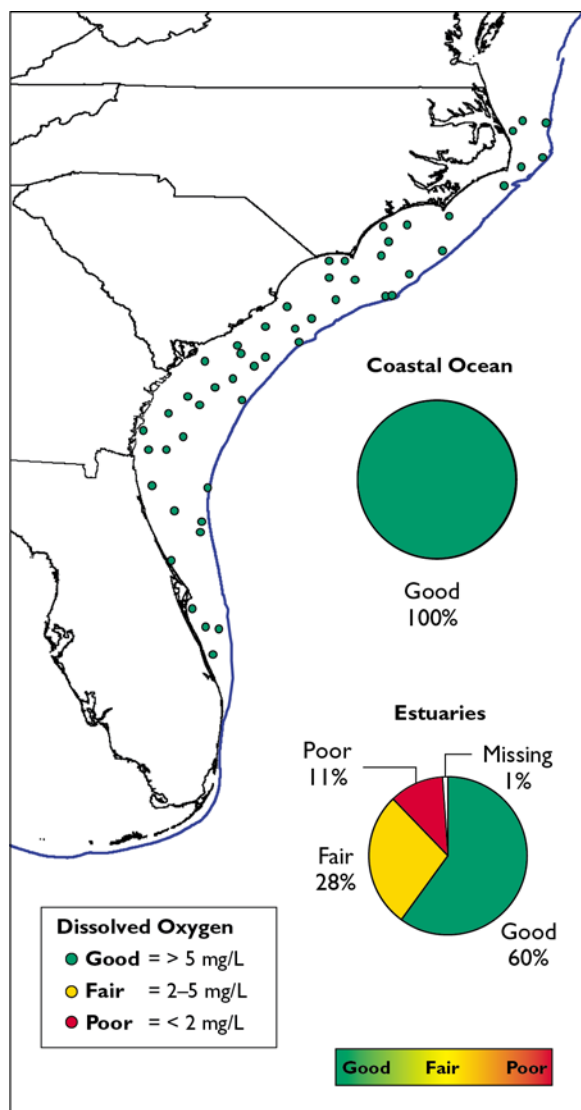 Coastal Ocean
Good
100%
Estuaries
Poor
11%
Missing
1%
Fair
28%
Good
60%
Dissolved Oxygen
Good = > 5 mg/L
Fair = 2–5 mg/L
Poor = < 2 mg/L
Good Fair Poor